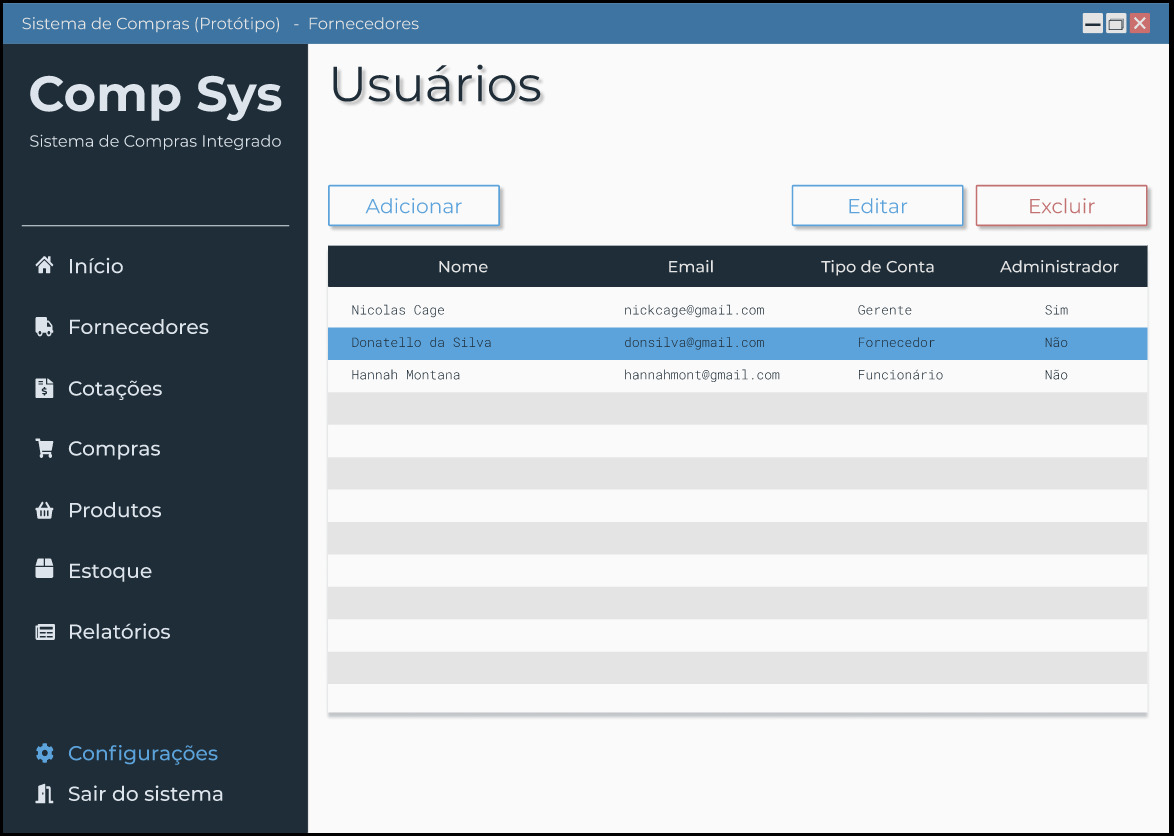 Sistema de Compras (Protótipo) - Fornecedores
Comp Sys
Sistema de Compras Integrado
Início
Fornecedores
Cotações
Compras
Produtos
Estoque
Relatórios
Configurações
Sair do sistema
Usuários
Adicionar Editar Excluir
Nome Email Tipo de Conta Administrador
Nicolas Cage nickcage@gmail.com Gerente Sim
Donatello da Silva donsilva@gmail.com Fornecedor Não
Hannah Montana hannahmont@gmail.com Funcionário Não